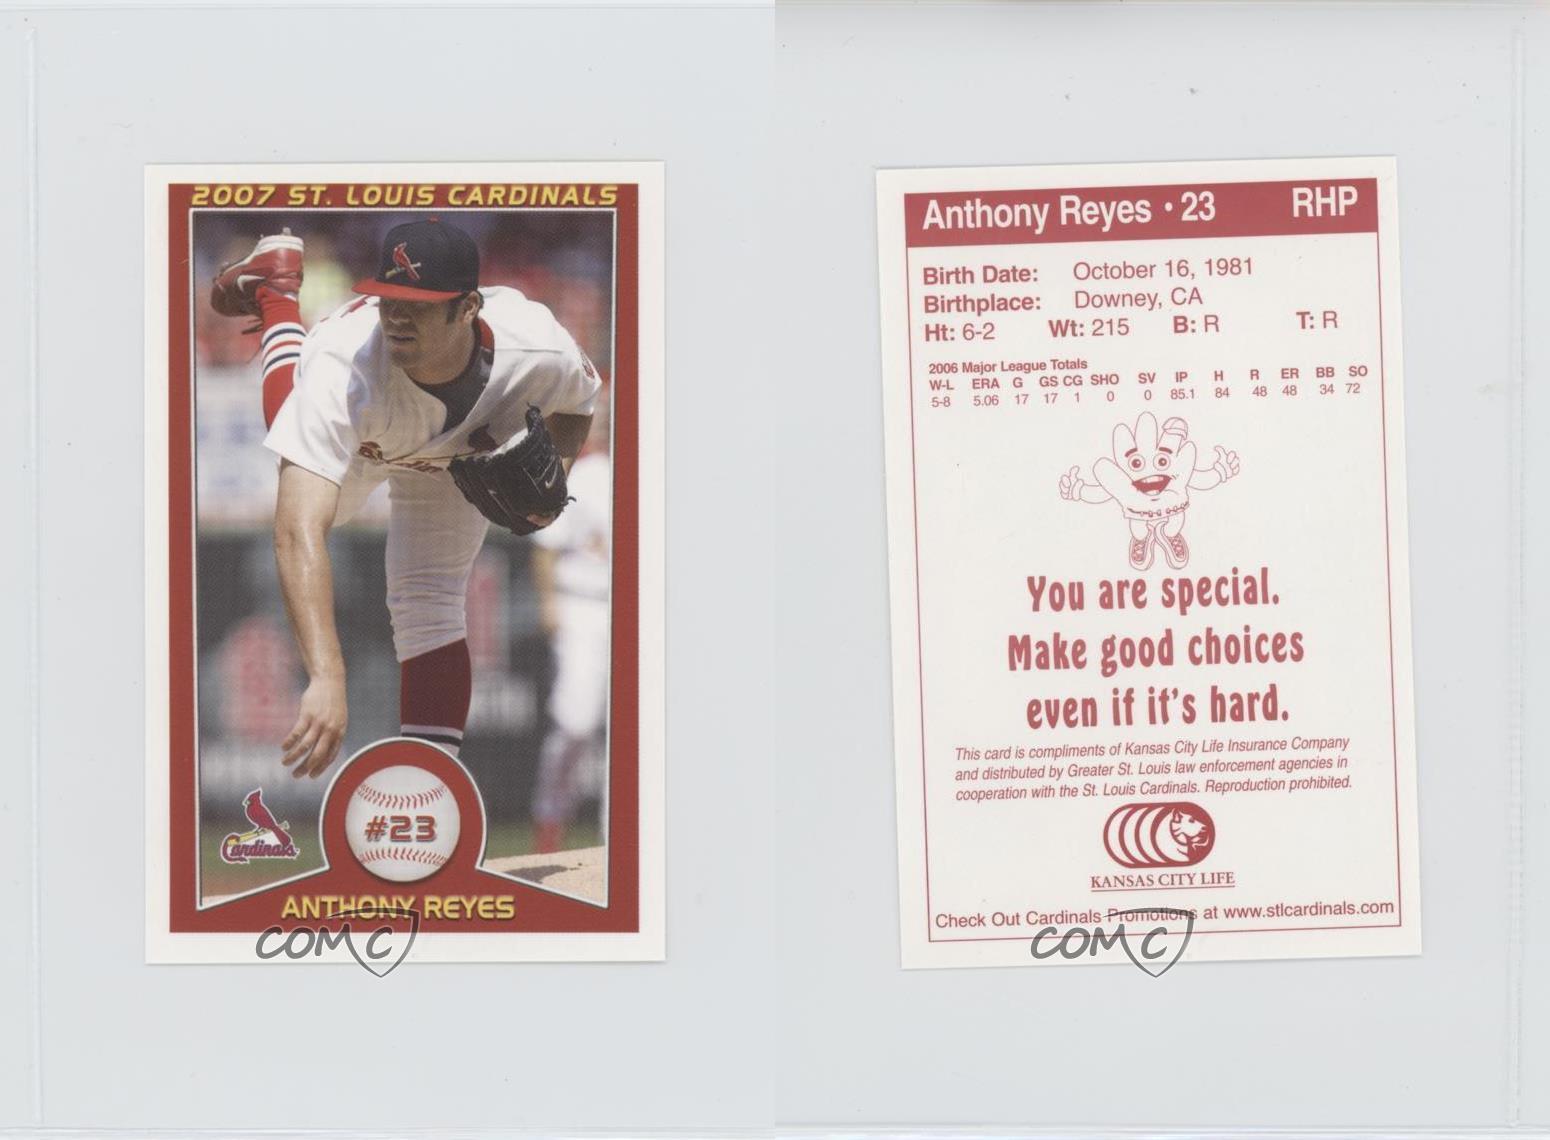 2007 ST. LOUIS CARDINALS
Cardinals
#23
ANTHONY REYES
COMC
Anthony Reyes • 23 RHP
Birth Date: October 16, 1981
Birthplace: Downey, CA
Ht: 6-2 Wt: 215 B: R T: R
2006 Major League Totals
W-L ERA G GS CG SHO SV IP H R ER BB SO
5-8 5.06 17 17 1 0 0 85.1 84 48 48 34 72
You are special.
Make good choices
even if it's hard.
This card is compliments of Kansas City Life Insurance Company
and distributed by Greater St. Louis law enforcement agencies in
cooperation with the St. Louis Cardinals. Reproduction prohibited.
KANSAS CITY LIFE
Check Out Cardinals Promotions at www.stlcardinals.com
COMC